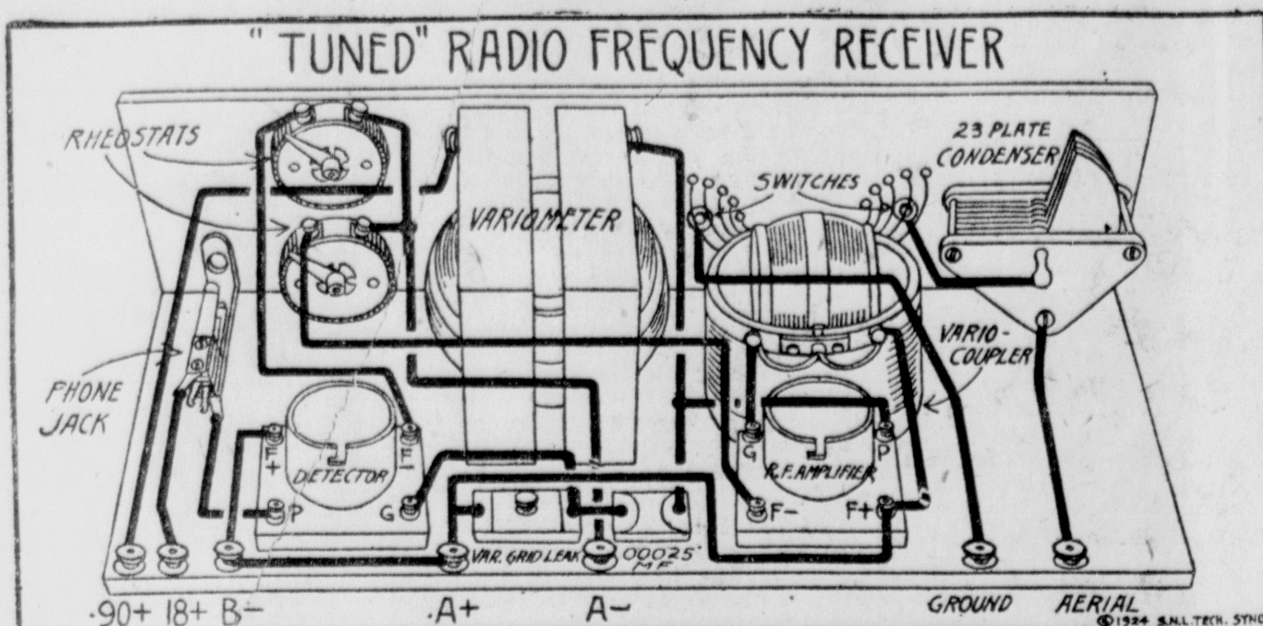 "TUNED" RADIO FREQUENCY RECEIVER
RHEOSTATS
23 PLATE
CONDENSER
SWITCHES
VARIOMETER
VARIO-
COUPLER
PHONE
JACK
F+
F-
G
P
DETECTOR
R.F. AMPLIFIER
P
G
F-
F+
VAR. GRID LEAK
.00025
MF
.90+ 18+ B- .A+ A- GROUND AERIAL
©1924 S.N.L. TECH. SYND